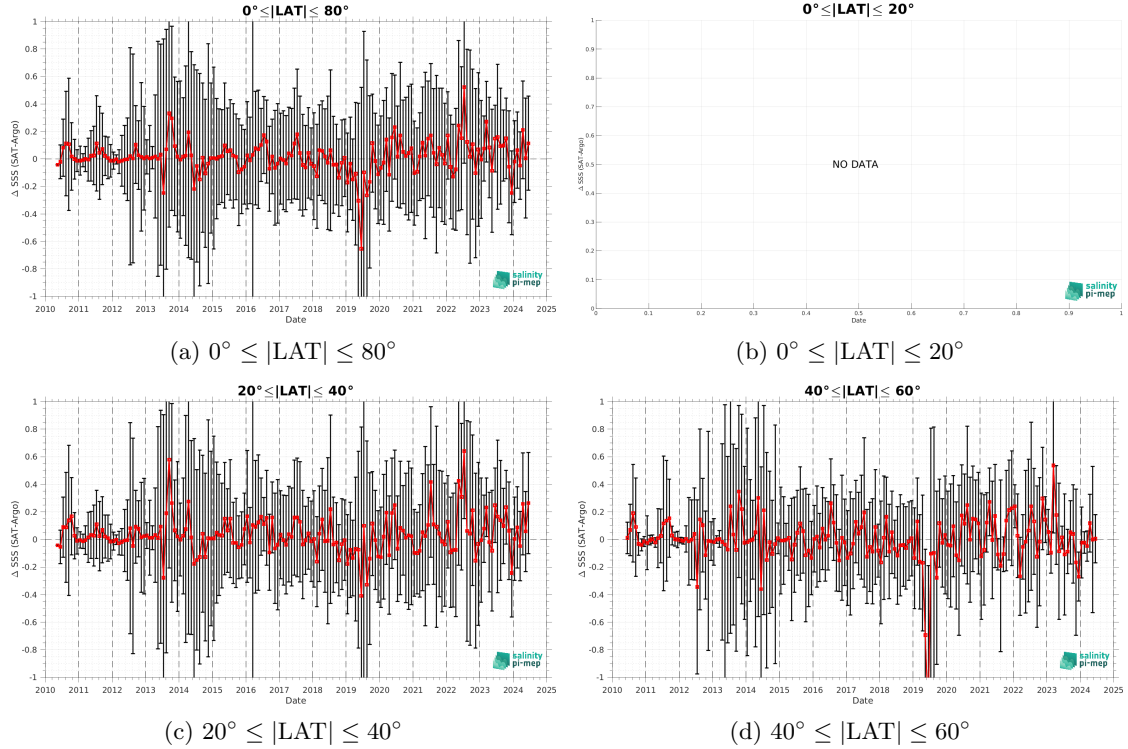 0°≤|LAT|≤ 80°
1
0.8
0.6
0.4
0.2
0
-0.2
-0.4
-0.6
-0.8
-1
Δ SSS (SAT-Argo)
2010 2011 2012 2013 2014 2015 2016 2017 2018 2019 2020 2021 2022 2023 2024 2025
Date
salinity
pi-mep
(a) 0° ≤ |LAT| ≤ 80°
0°≤|LAT|≤ 20°
1
0.9
0.8
0.7
0.6
0.5
0.4
0.3
0.2
0.1
0
Δ SSS (SAT-Argo)
NO DATA
0 0.1 0.2 0.3 0.4 0.5 0.6 0.7 0.8 0.9 1
Date
salinity
pi-mep
(b) 0° ≤ |LAT| ≤ 20°
20°≤|LAT|≤ 40°
1
0.8
0.6
0.4
0.2
0
-0.2
-0.4
-0.6
-0.8
-1
Δ SSS (SAT-Argo)
2010 2011 2012 2013 2014 2015 2016 2017 2018 2019 2020 2021 2022 2023 2024 2025
Date
salinity
pi-mep
(c) 20° ≤ |LAT| ≤ 40°
40°≤|LAT|≤ 60°
1
0.8
0.6
0.4
0.2
0
-0.2
-0.4
-0.6
-0.8
-1
Δ SSS (SAT-Argo)
2010 2011 2012 2013 2014 2015 2016 2017 2018 2019 2020 2021 2022 2023 2024 2025
Date
salinity
pi-mep
(d) 40° ≤ |LAT| ≤ 60°